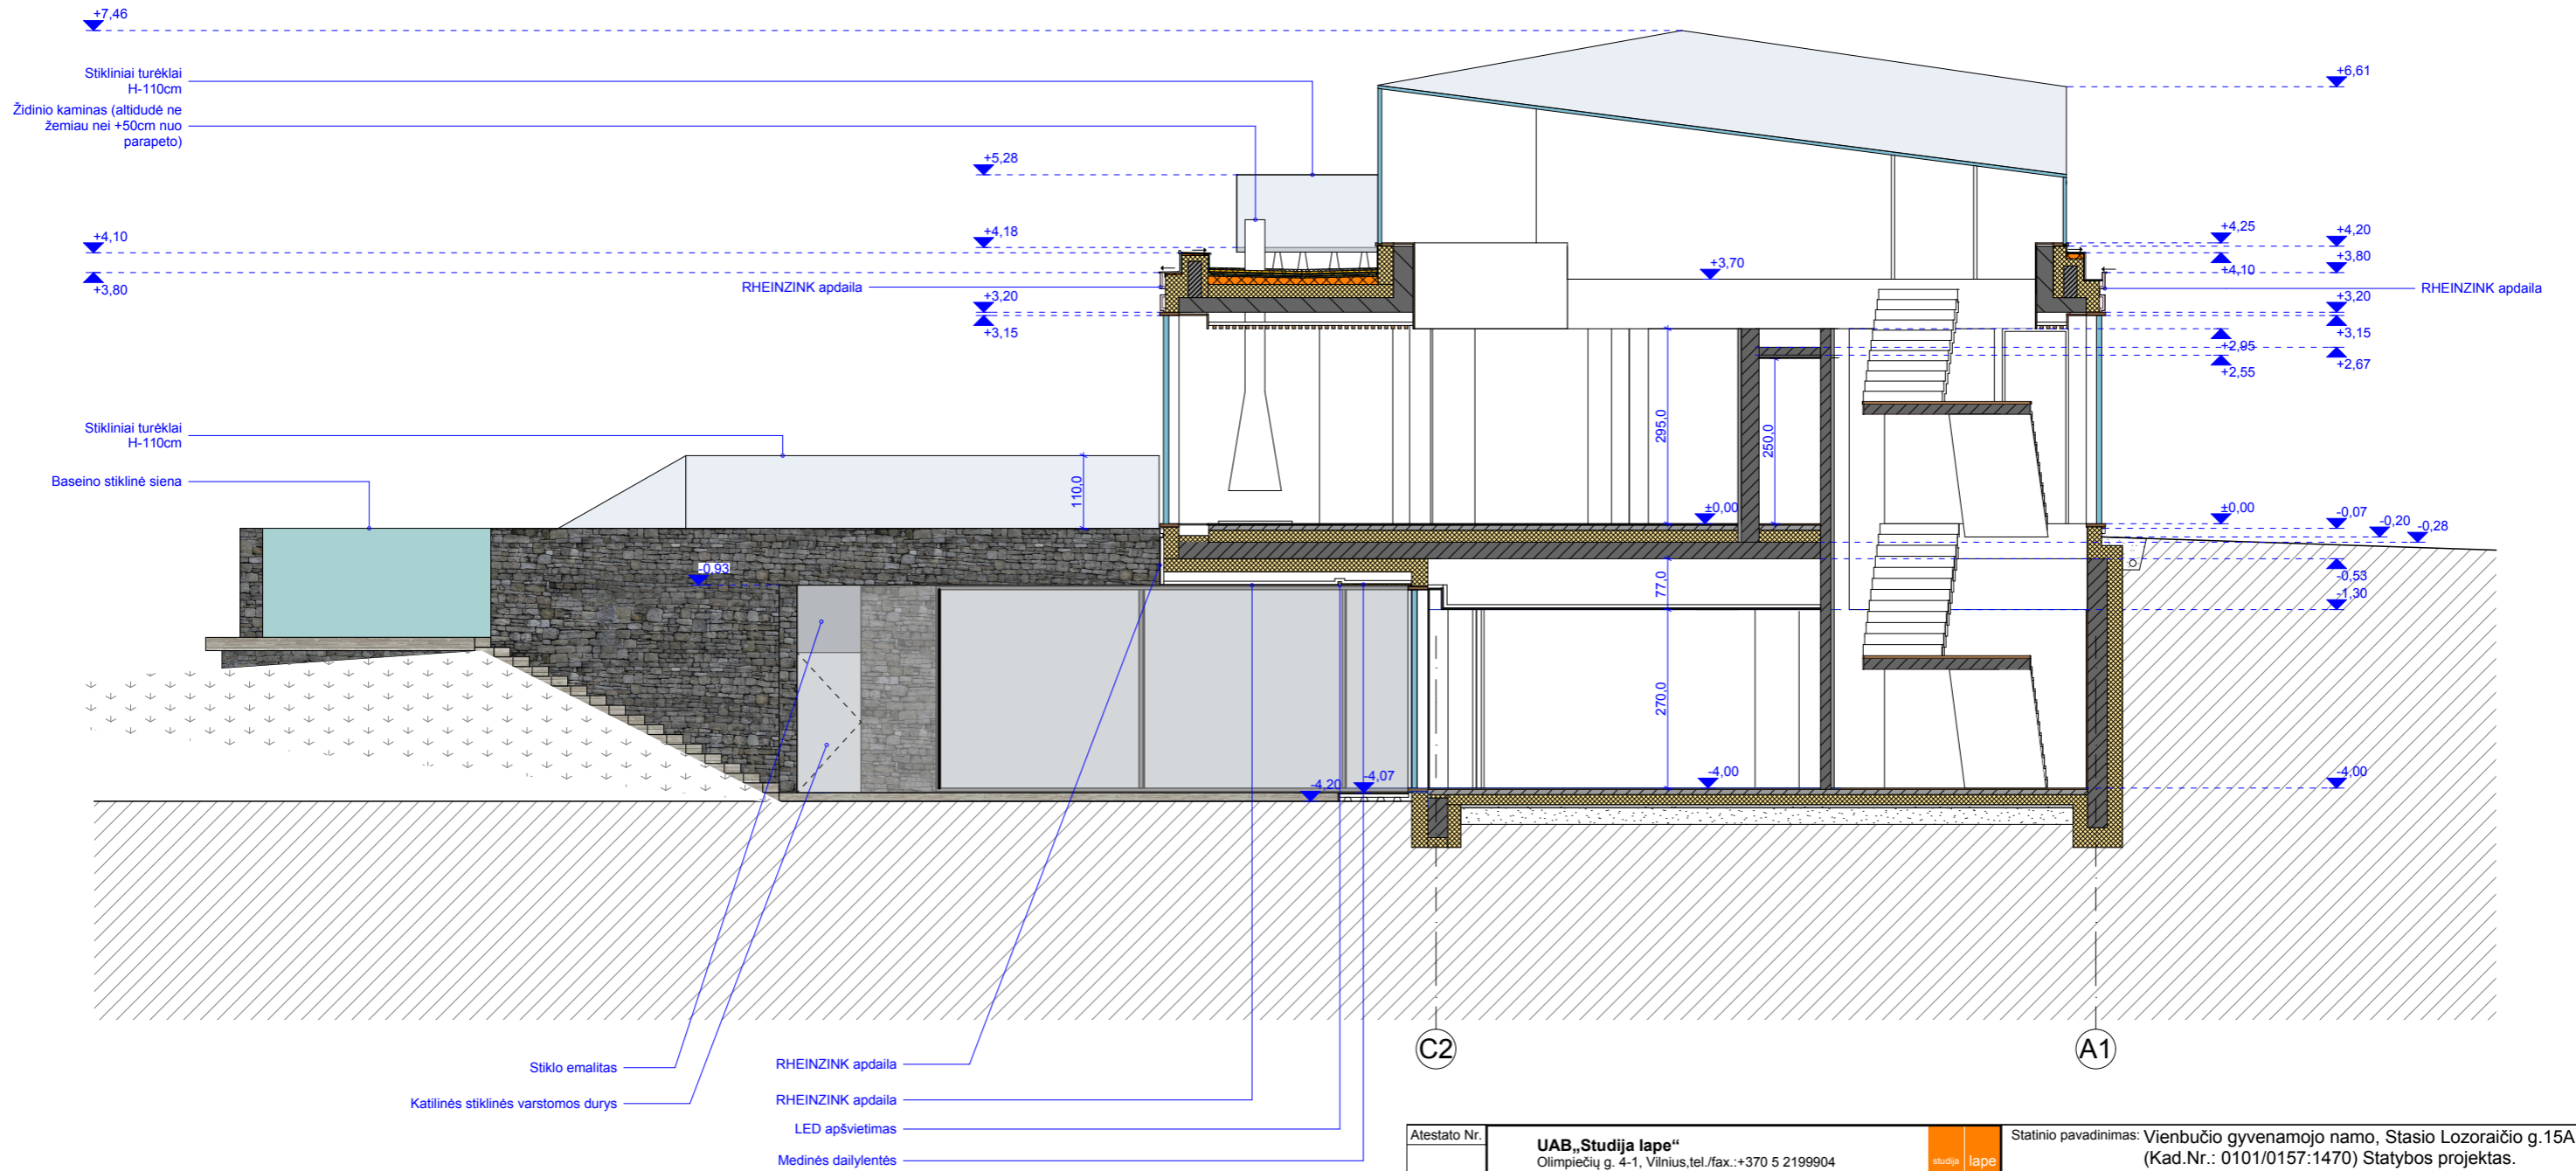 +7,46
Stikliniai turėklai
H-110cm
Židinio kaminas (altidudė ne
žemiau nei +50cm nuo
parapeto)
+6,61
+5,28
+4,10
+3,80
+4,18
RHEINZINK apdaila
+3,20
+3,15
+3,70
+4,25
+4,10
+4,20
+3,80
RHEINZINK apdaila
+3,20
+3,15
+2,95
+2,67
+2,55
295,0
250,0
Stikliniai turėklai
H-110cm
110,0
Baseino stiklinė siena
±0,00
±0,00
-0,07
-0,20
-0,28
-0,93
-0,53
77,0
-1,30
270,0
-4,20
-4,07
-4,00
-4,00
C2
A1
Stiklo emalitas
Katilinės stiklinės varstomos durys
RHEINZINK apdaila
RHEINZINK apdaila
LED apšvietimas
Medinės dailylentės
Atestato Nr.
UAB„Studija lape“
Olimpiečių g. 4-1, Vilnius,tel./fax.:+370 5 2199904
studija lape
Statinio pavadinimas: Vienbučio gyvenamojo namo, Stasio Lozoraičio g.15A
(Kad.Nr.: 0101/0157:1470) Statybos projektas.